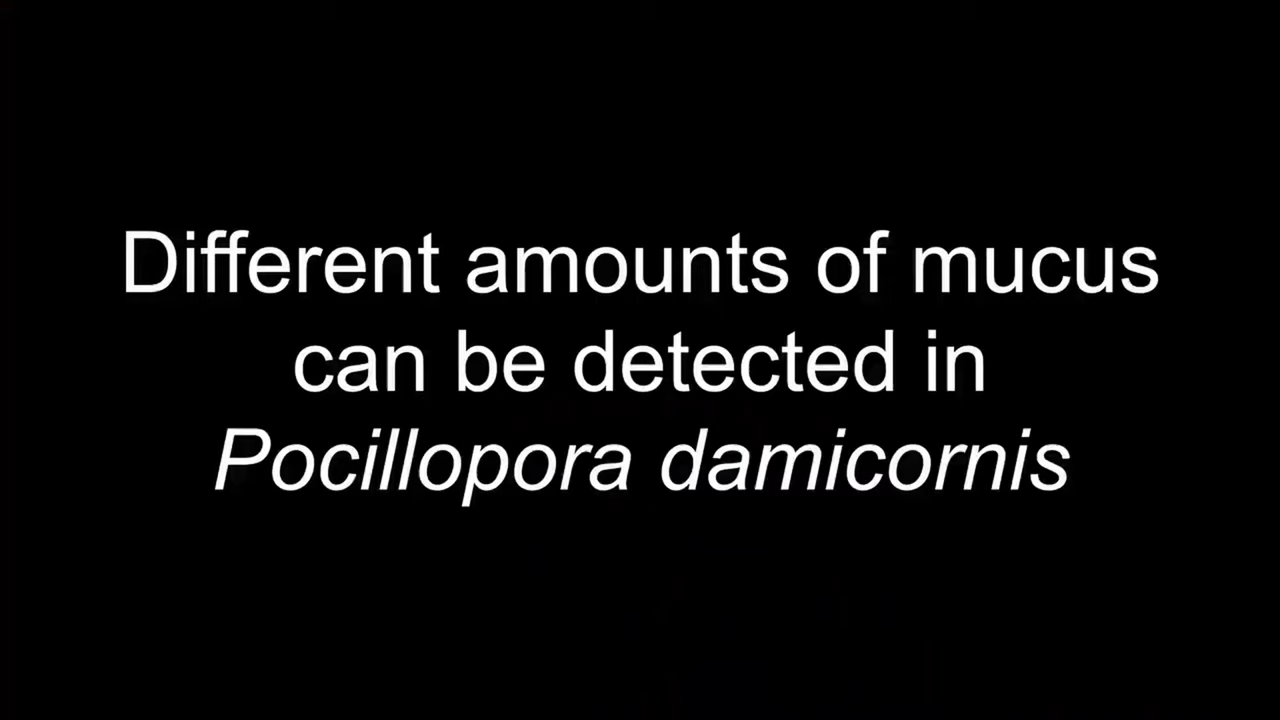 Different amounts of mucus
can be detected in
Pocillopora damicornis